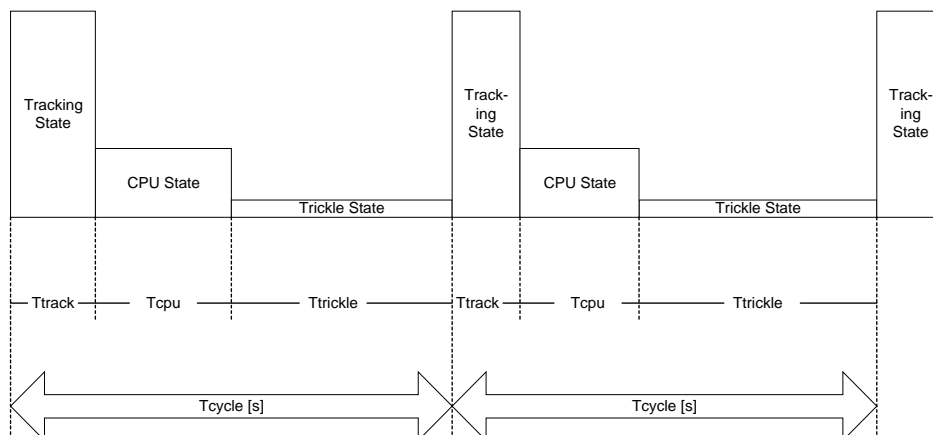 Tracking
State
CPU State
Trickle State
Track-
ing
State
CPU State
Trickle State
Track-
ing
State
Ttrack
Tcpu
Ttrickle
Ttrack
Tcpu
Ttrickle
Tcycle [s]
Tcycle [s]